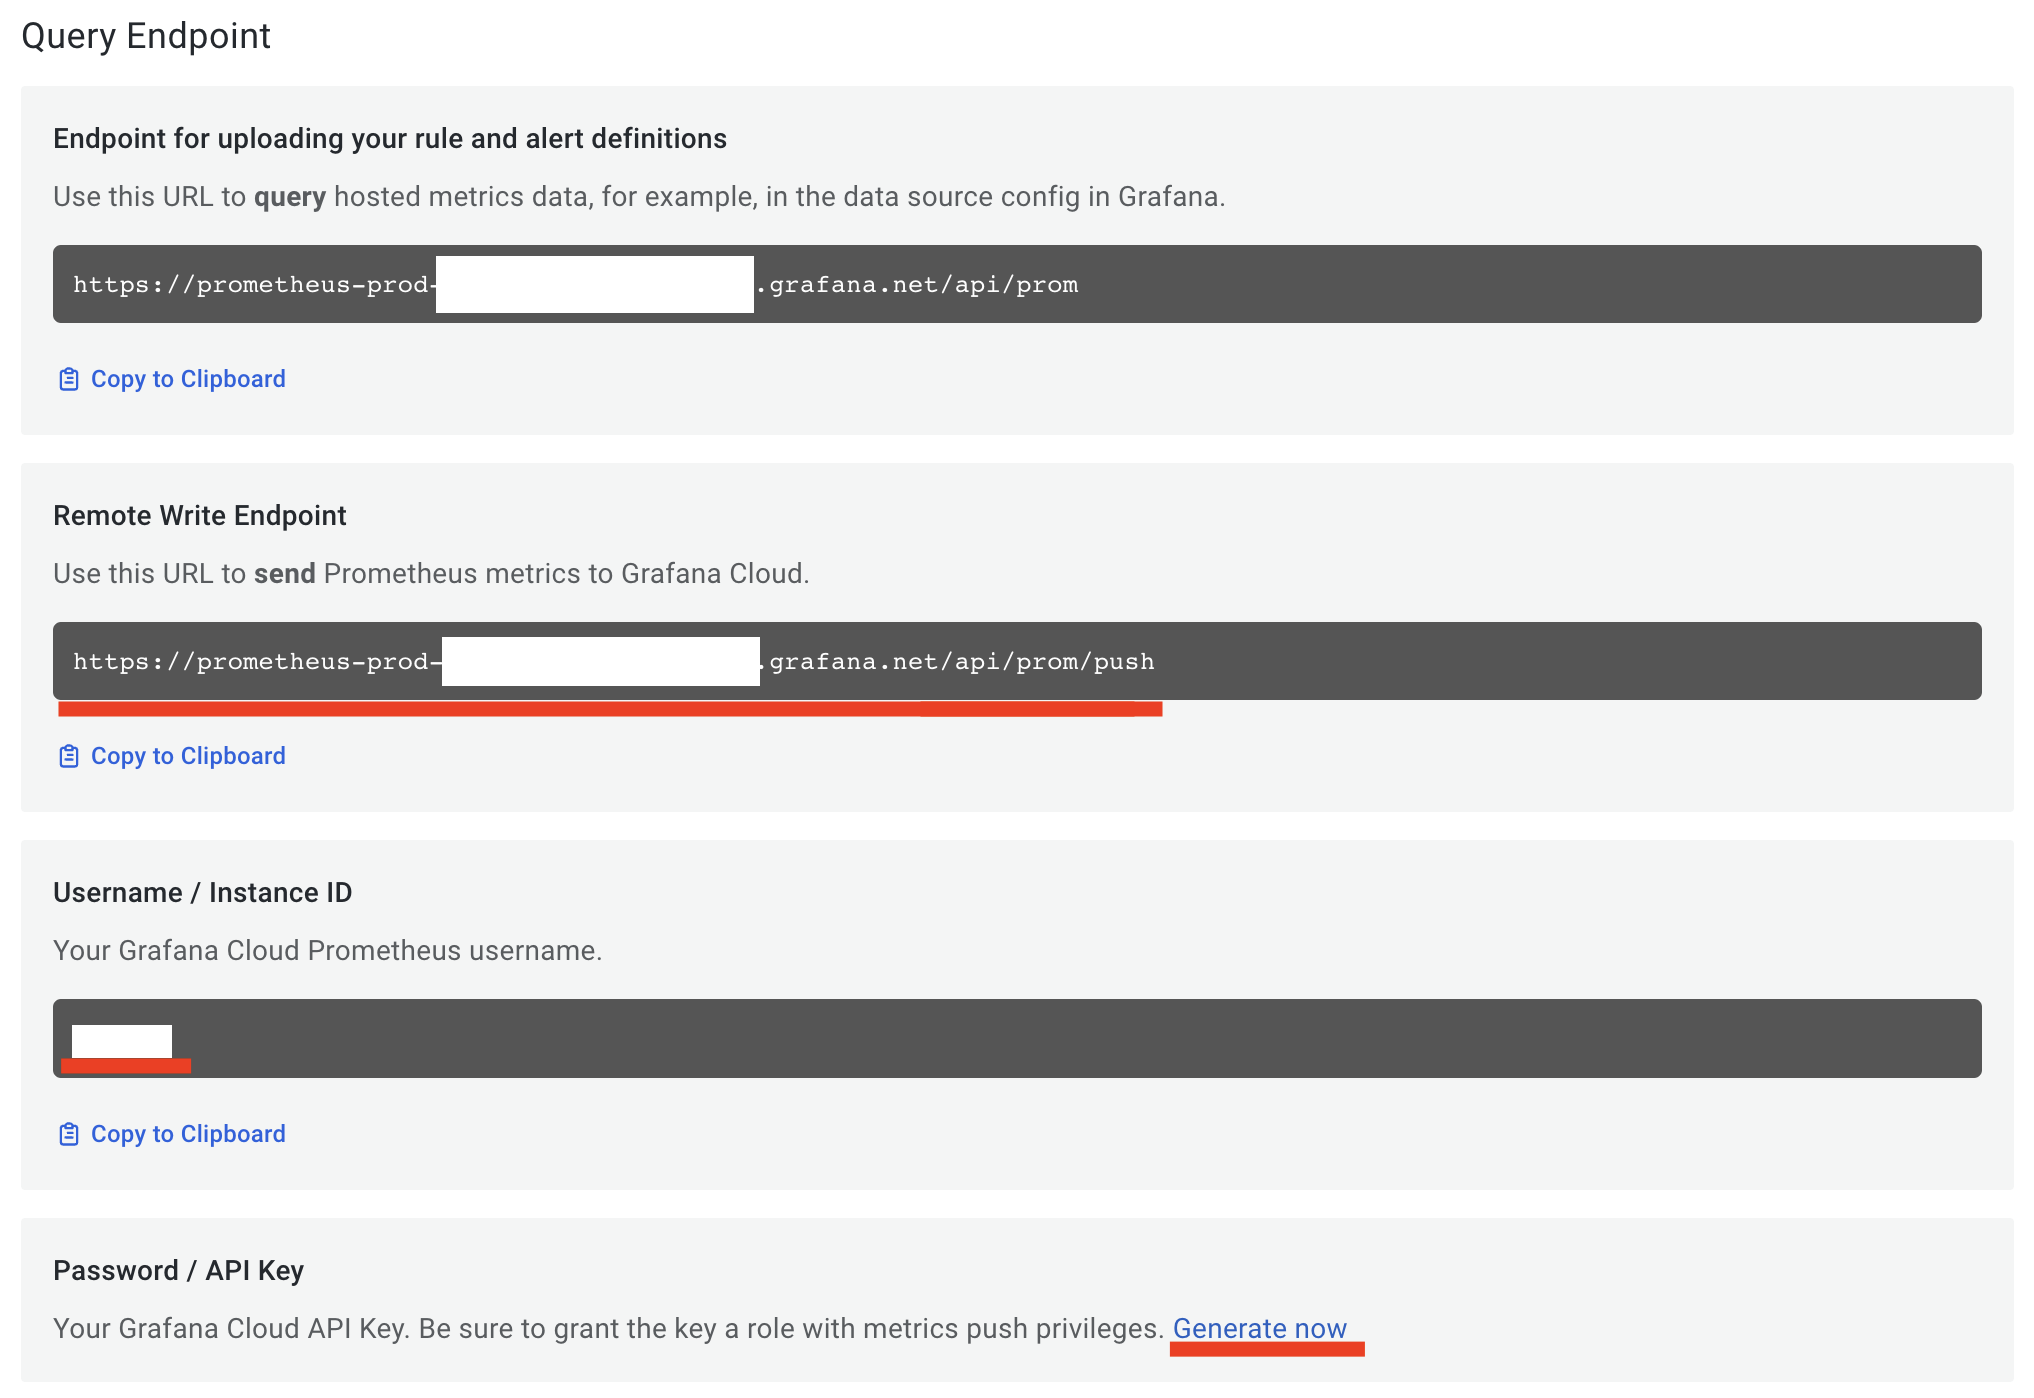 Query Endpoint
Endpoint for uploading your rule and alert definitions
Use this URL to query hosted metrics data, for example, in the data source config in Grafana.
https://prometheus-prod- .grafana.net/api/prom
Copy to Clipboard
Remote Write Endpoint
Use this URL to send Prometheus metrics to Grafana Cloud.
https://prometheus-prod- .grafana.net/api/prom/push
Copy to Clipboard
Username / Instance ID
Your Grafana Cloud Prometheus username.
Copy to Clipboard
Password / API Key
Your Grafana Cloud API Key. Be sure to grant the key a role with metrics push privileges. Generate now